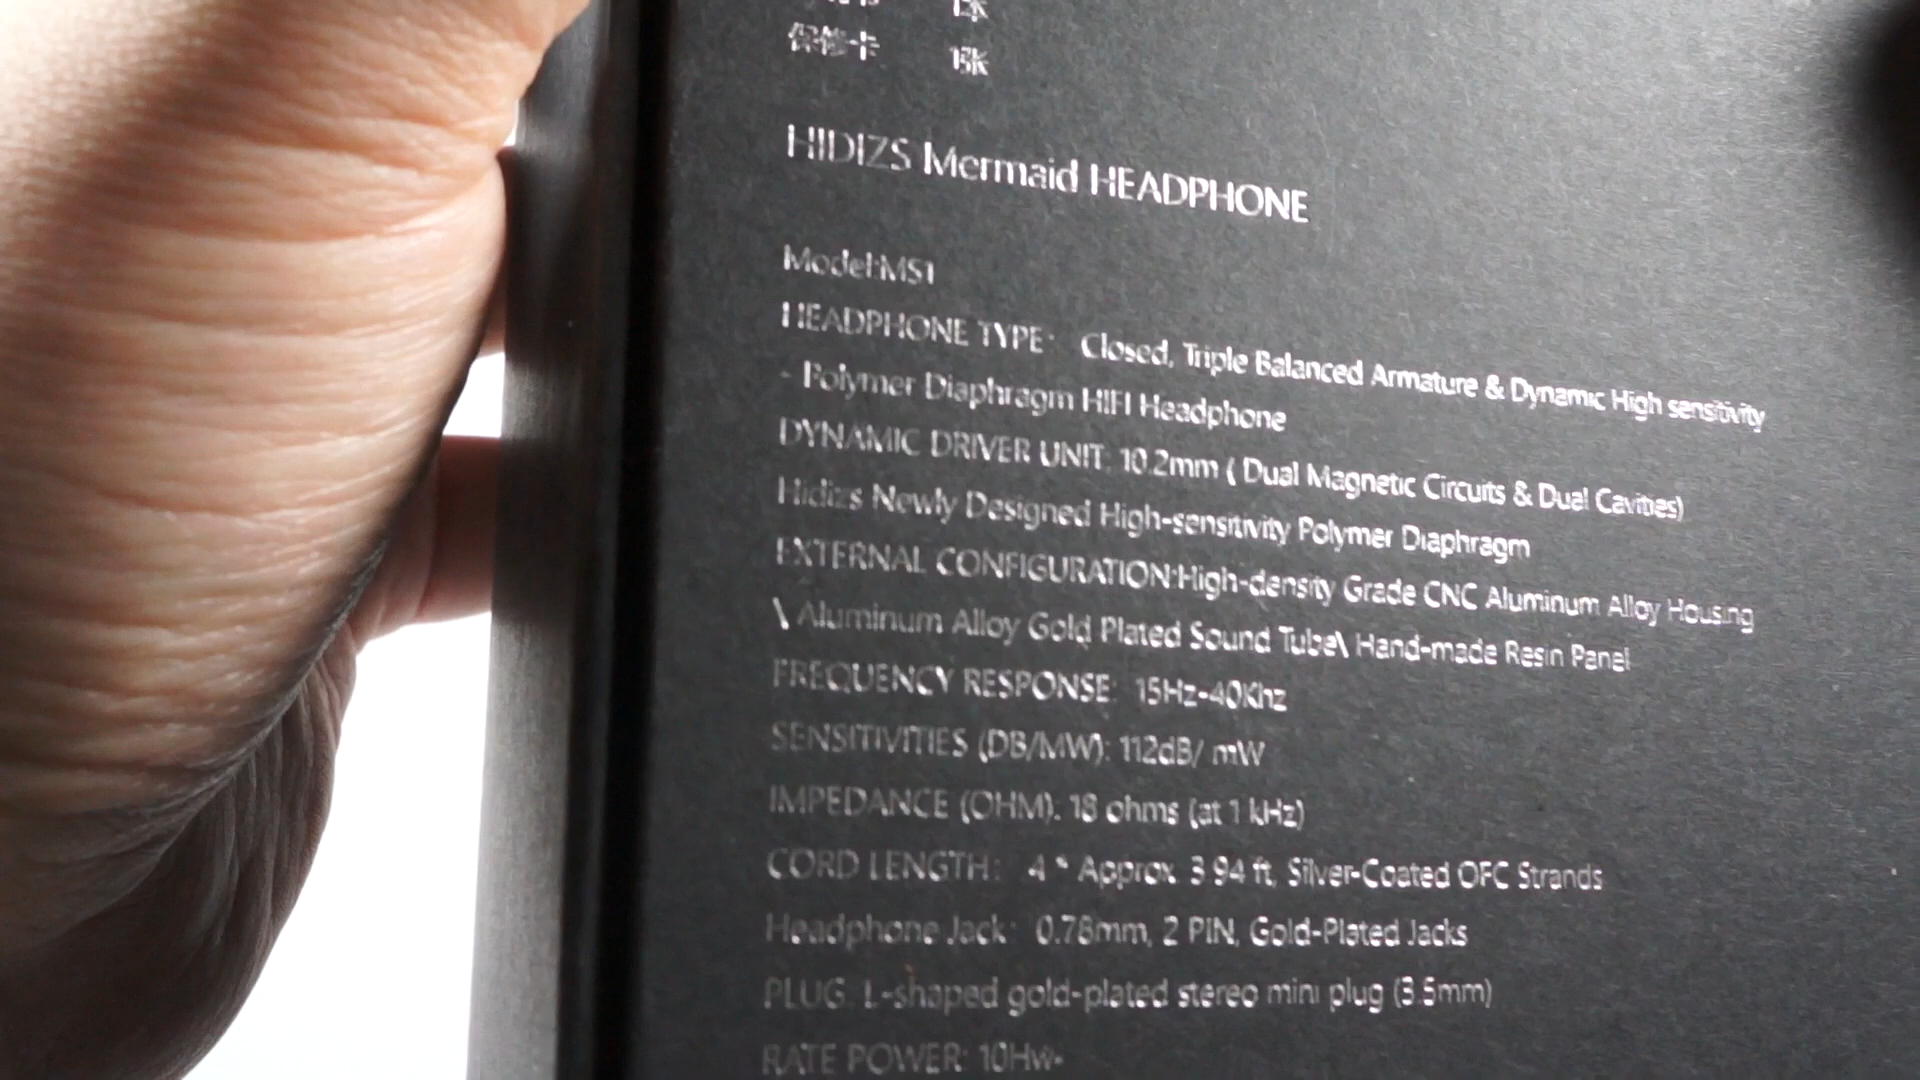 保修卡 1张
HIDIZS Mermaid HEADPHONE
Model:MS1
HEADPHONE TYPE: Closed, Triple Balanced Armature & Dynamic High sensitivity
- Polymer Diaphragm HIFI Headphone
DYNAMIC DRIVER UNIT: 10.2mm ( Dual Magnetic Circuits & Dual Cavities)
Hidizs Newly Designed High-sensitivity Polymer Diaphragm
EXTERNAL CONFIGURATION:High-density Grade CNC Aluminum Alloy Housing
\ Aluminum Alloy Gold Plated Sound Tube\ Hand-made Resin Panel
FREQUENCY RESPONSE: 15Hz-40Khz
SENSITIVITIES (DB/MW): 112dB/ mW
IMPEDANCE (OHM): 18 ohms (at 1 kHz)
CORD LENGTH: 4 * Approx. 3.94 ft, Silver-Coated OFC Strands
Headphone Jack: 0.78mm, 2 PIN, Gold-Plated Jacks
PLUG: L-shaped gold-plated stereo mini plug (3.5mm)
RATE POWER: 10Hw-